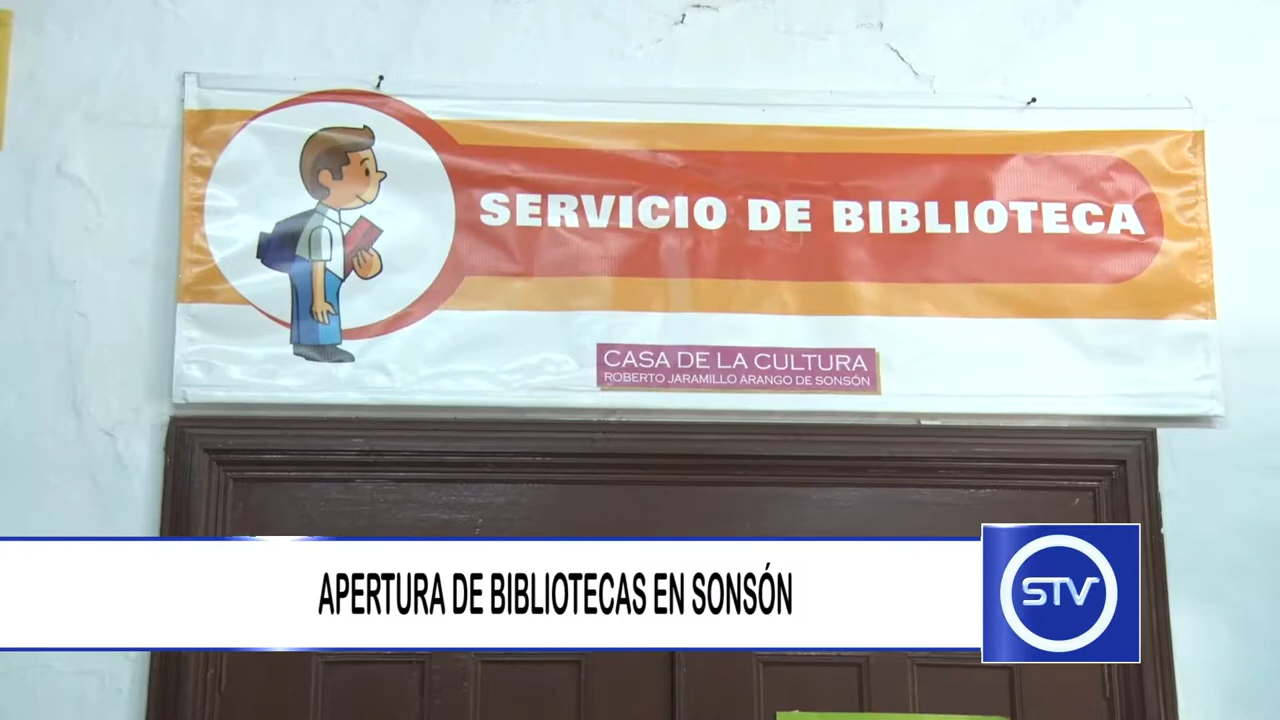 SERVICIO DE BIBLIOTECA
CASA DE LA CULTURA
ROBERTO JARAMILLO ARANGO DE SONSÓN
APERTURA DE BIBLIOTECAS EN SONSÓN
STV